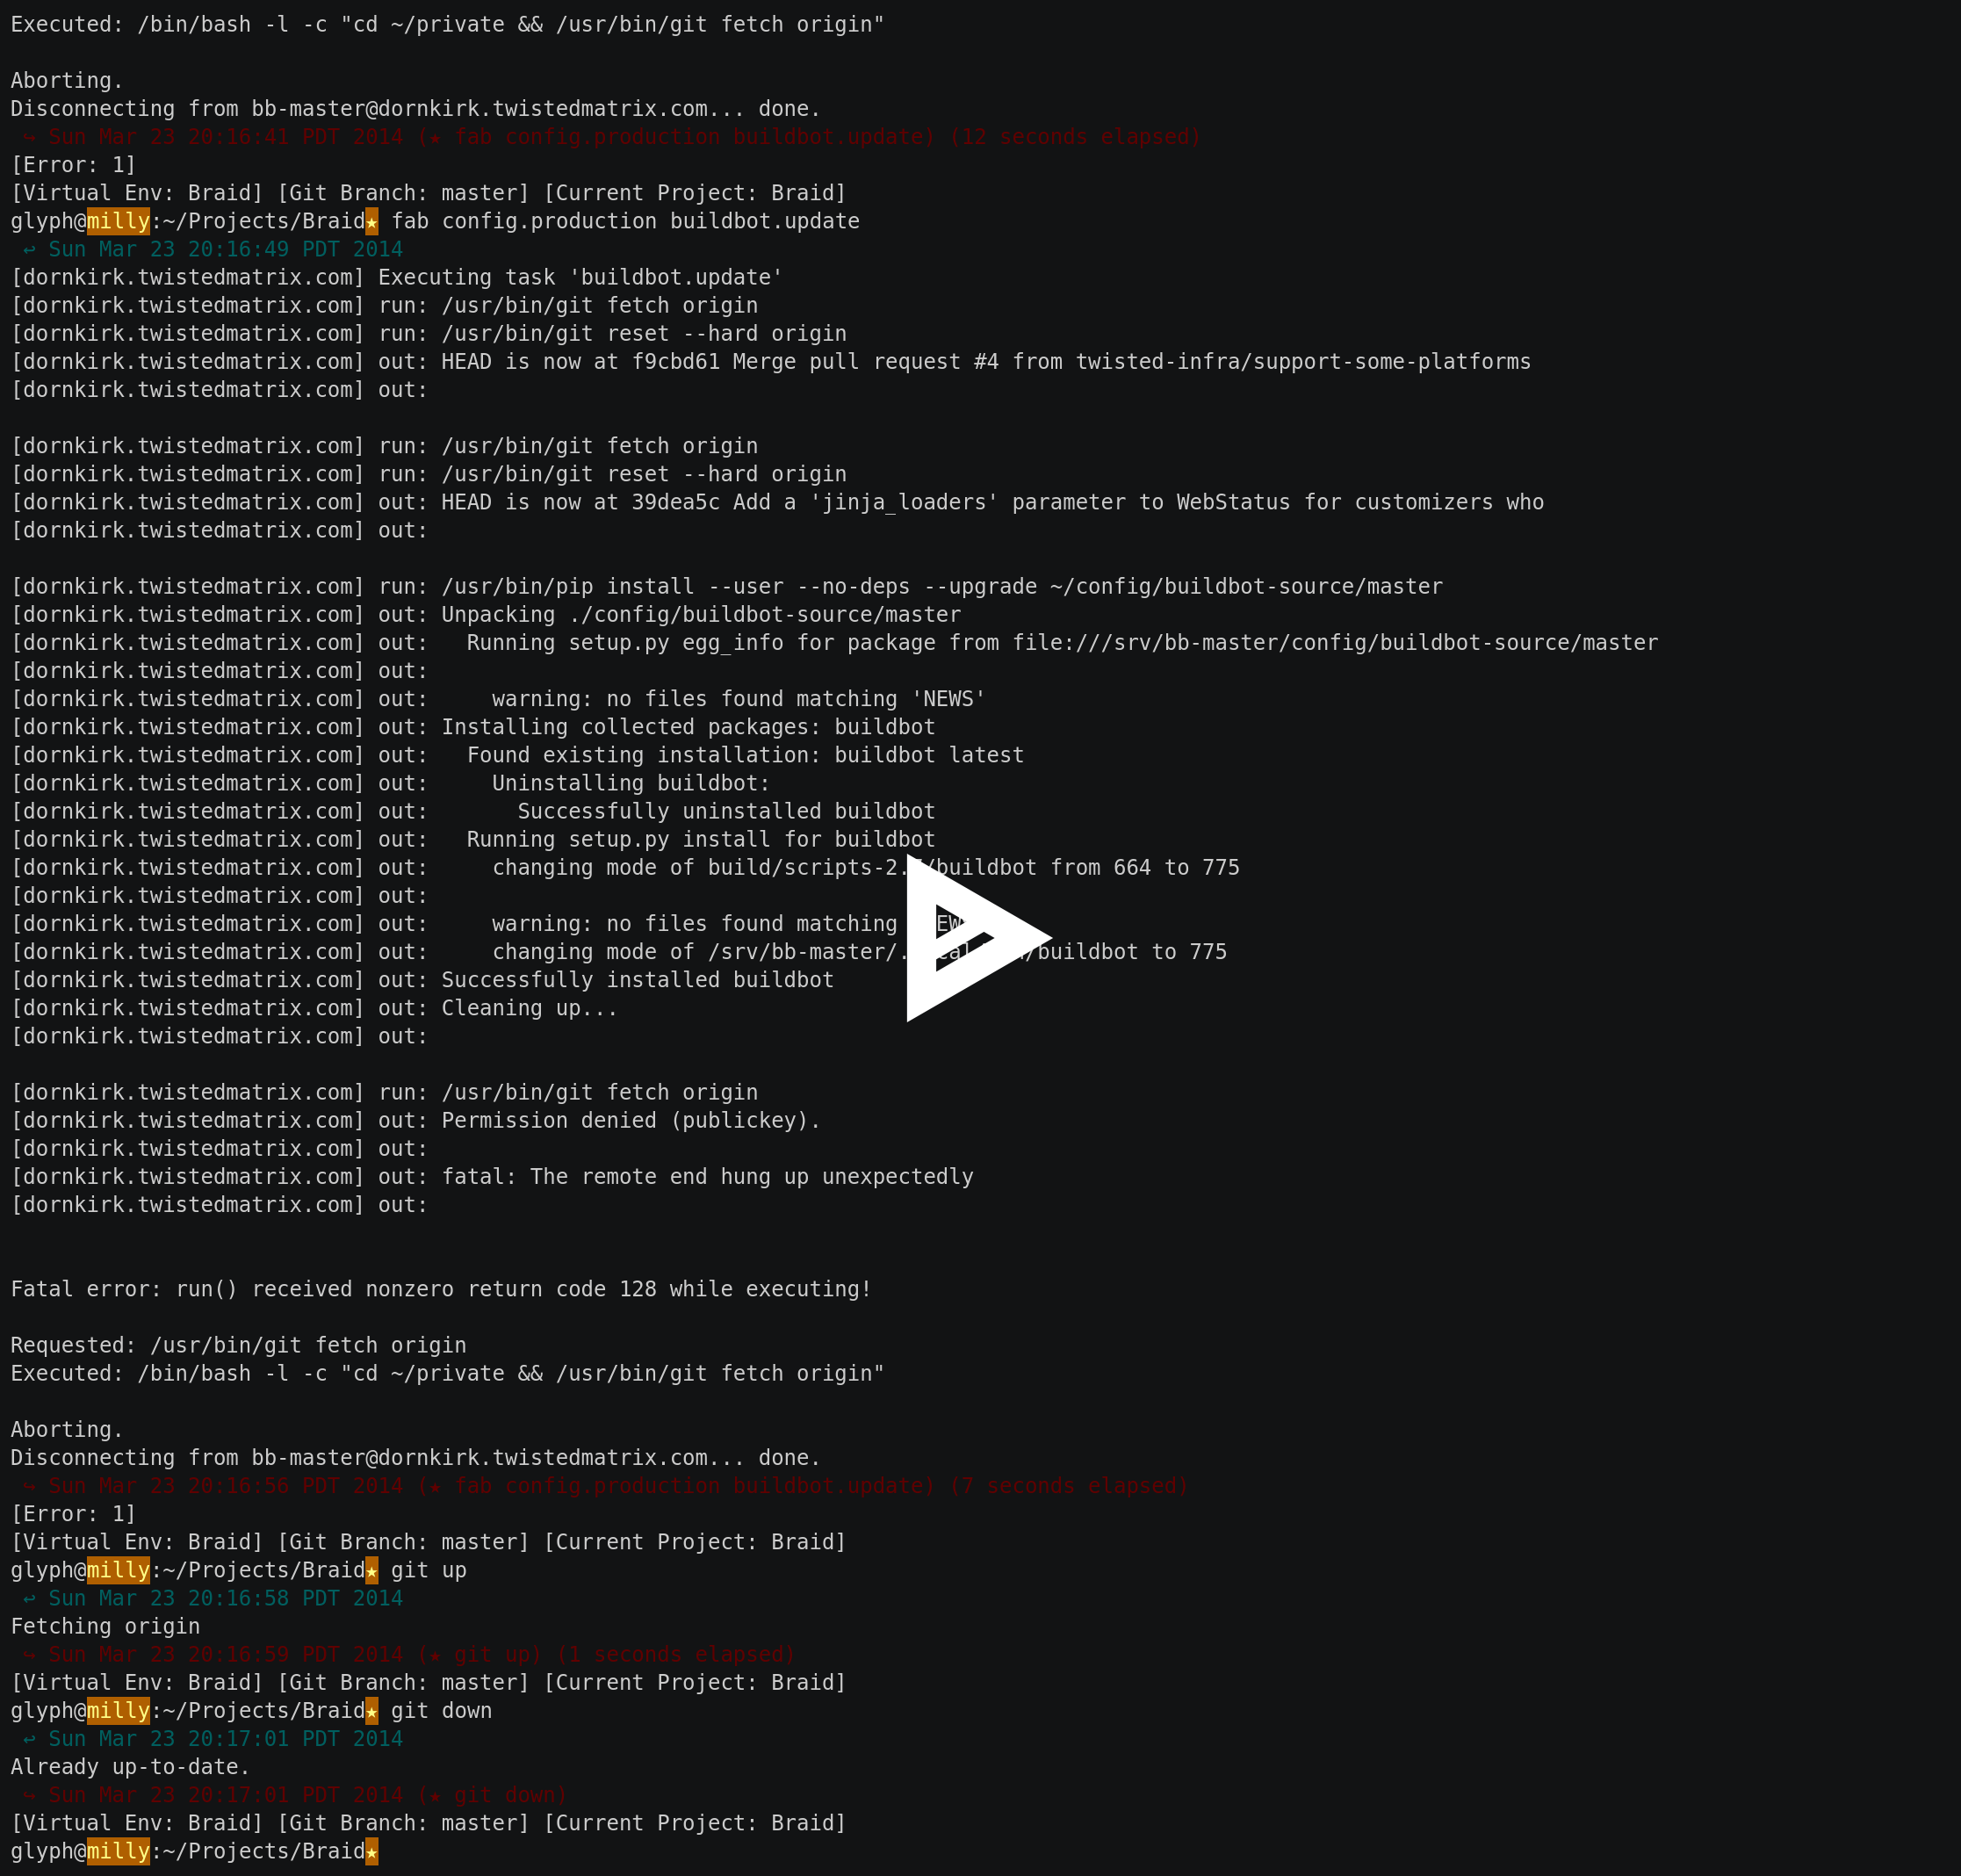 Executed: /bin/bash -l -c "cd ~/private && /usr/bin/git fetch origin"
Aborting.
Disconnecting from bb-master@dornkirk.twistedmatrix.com... done.
↪ Sun Mar 23 20:16:41 PDT 2014 (★ fab config.production buildbot.update) (12 seconds elapsed)
[Error: 1]
[Virtual Env: Braid] [Git Branch: master] [Current Project: Braid]
glyph@milly:~/Projects/Braid★ fab config.production buildbot.update
↩ Sun Mar 23 20:16:49 PDT 2014
[dornkirk.twistedmatrix.com] Executing task 'buildbot.update'
[dornkirk.twistedmatrix.com] run: /usr/bin/git fetch origin
[dornkirk.twistedmatrix.com] run: /usr/bin/git reset --hard origin
[dornkirk.twistedmatrix.com] out: HEAD is now at f9cbd61 Merge pull request #4 from twisted-infra/support-some-platforms
[dornkirk.twistedmatrix.com] out:
[dornkirk.twistedmatrix.com] run: /usr/bin/git fetch origin
[dornkirk.twistedmatrix.com] run: /usr/bin/git reset --hard origin
[dornkirk.twistedmatrix.com] out: HEAD is now at 39dea5c Add a 'jinja_loaders' parameter to WebStatus for customizers who
[dornkirk.twistedmatrix.com] out:
[dornkirk.twistedmatrix.com] run: /usr/bin/pip install --user --no-deps --upgrade ~/config/buildbot-source/master
[dornkirk.twistedmatrix.com] out: Unpacking ./config/buildbot-source/master
[dornkirk.twistedmatrix.com] out:   Running setup.py egg_info for package from file:///srv/bb-master/config/buildbot-source/master
[dornkirk.twistedmatrix.com] out:
[dornkirk.twistedmatrix.com] out:     warning: no files found matching 'NEWS'
[dornkirk.twistedmatrix.com] out: Installing collected packages: buildbot
[dornkirk.twistedmatrix.com] out:   Found existing installation: buildbot latest
[dornkirk.twistedmatrix.com] out:     Uninstalling buildbot:
[dornkirk.twistedmatrix.com] out:       Successfully uninstalled buildbot
[dornkirk.twistedmatrix.com] out:   Running setup.py install for buildbot
[dornkirk.twistedmatrix.com] out:     changing mode of from 664 to 775
[dornkirk.twistedmatrix.com] out:
[dornkirk.twistedmatrix.com] out:     warning: no files found matching
[dornkirk.twistedmatrix.com] out:     changing mode of to 775
[dornkirk.twistedmatrix.com] out: Successfully installed buildbot
[dornkirk.twistedmatrix.com] out: Cleaning up...
[dornkirk.twistedmatrix.com] out:
[dornkirk.twistedmatrix.com] run: /usr/bin/git fetch origin
[dornkirk.twistedmatrix.com] out: Permission denied (publickey).
[dornkirk.twistedmatrix.com] out:
[dornkirk.twistedmatrix.com] out: fatal: The remote end hung up unexpectedly
[dornkirk.twistedmatrix.com] out:
Fatal error: run() received nonzero return code 128 while executing!
Requested: /usr/bin/git fetch origin
Executed: /bin/bash -l -c "cd ~/private && /usr/bin/git fetch origin"
Aborting.
Disconnecting from bb-master@dornkirk.twistedmatrix.com... done.
↪ Sun Mar 23 20:16:56 PDT 2014 (★ fab config.production buildbot.update) (7 seconds elapsed)
[Error: 1]
[Virtual Env: Braid] [Git Branch: master] [Current Project: Braid]
glyph@milly:~/Projects/Braid★ git up
↩ Sun Mar 23 20:16:58 PDT 2014
Fetching origin
↪ Sun Mar 23 20:16:59 PDT 2014 (★ git up) (1 seconds elapsed)
[Virtual Env: Braid] [Git Branch: master] [Current Project: Braid]
glyph@milly:~/Projects/Braid★ git down
↩ Sun Mar 23 20:17:01 PDT 2014
Already up-to-date.
↪ Sun Mar 23 20:17:01 PDT 2014 (★ git down)
[Virtual Env: Braid] [Git Branch: master] [Current Project: Braid]
glyph@milly:~/Projects/Braid★